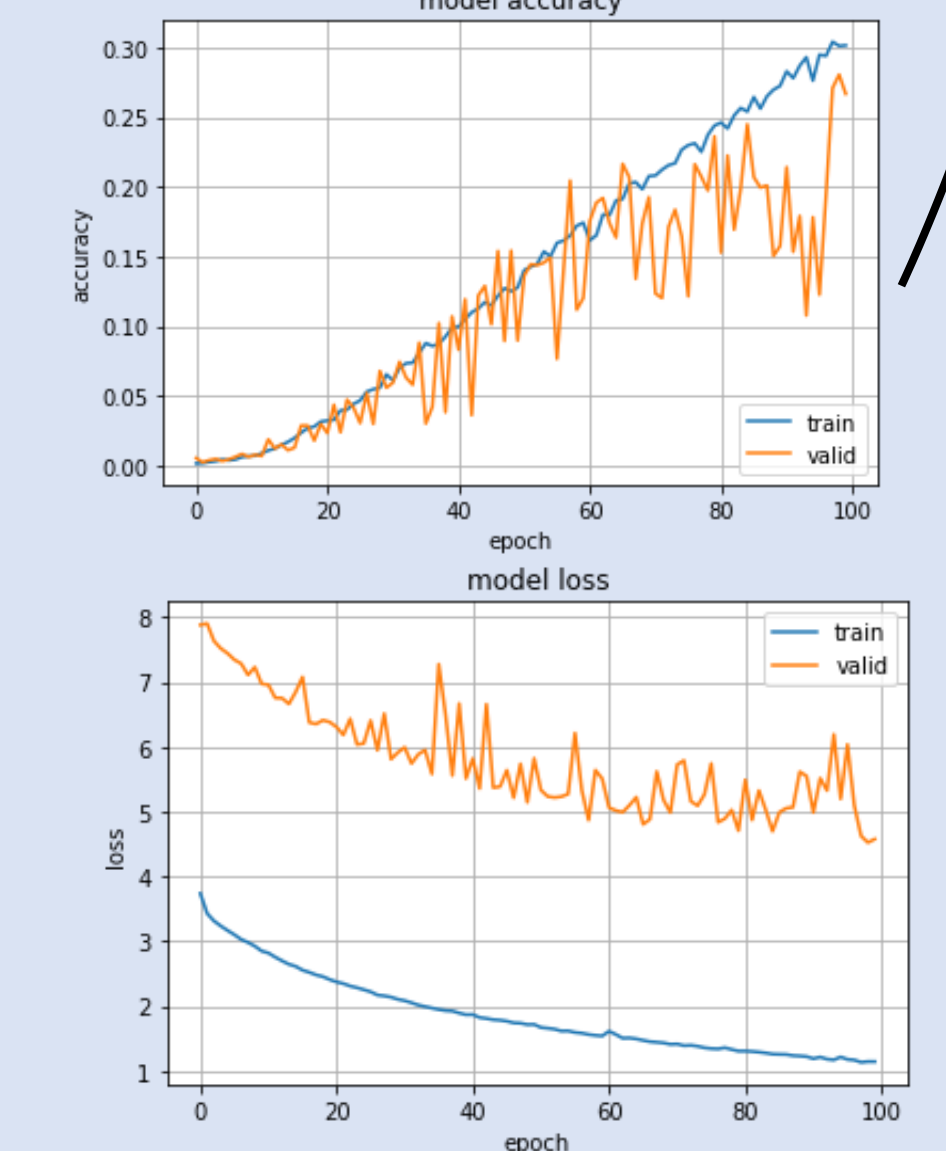 model accuracy
0.30
0.25
0.20
0.15
0.10
0.05
0.00
accuracy
train
valid
0 20 40 60 80 100
epoch
model loss
8
7
6
5
4
3
2
1
loss
train
valid
0 20 40 60 80 100
epoch